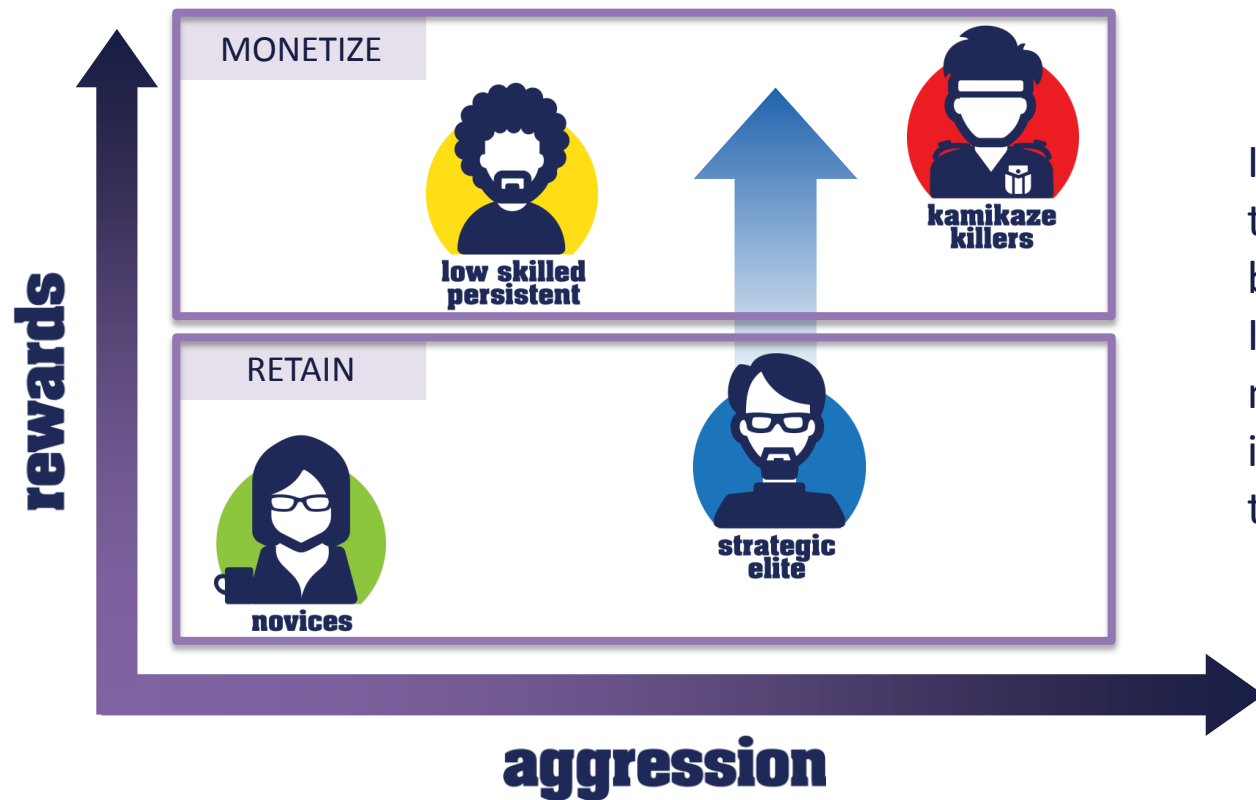 MONETIZE
low skilled
persistent
kamikaze
killers
RETAIN
novices
strategic
elite
rewards
aggression